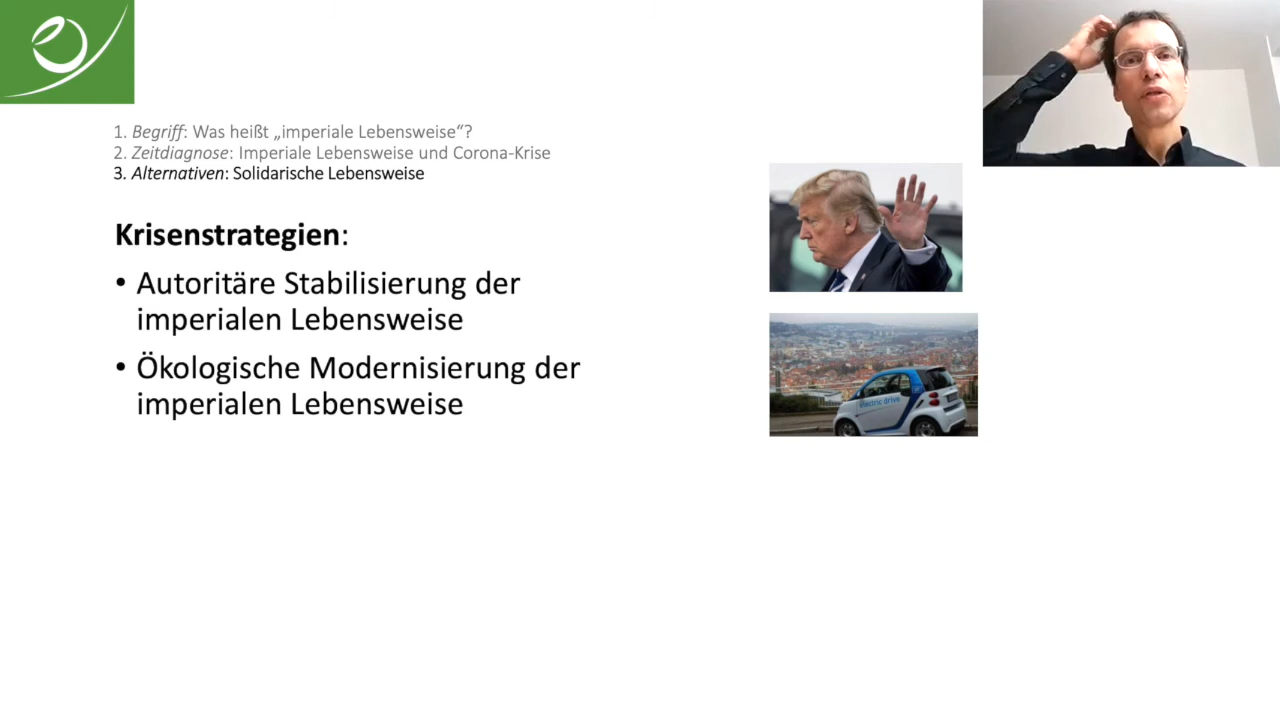 1. Begriff: Was heißt „imperiale Lebensweise“?
2. Zeitdiagnose: Imperiale Lebensweise und Corona-Krise
3. Alternativen: Solidarische Lebensweise
Krisenstrategien:
• Autoritäre Stabilisierung der
imperialen Lebensweise
• Ökologische Modernisierung der
imperialen Lebensweise
electric drive